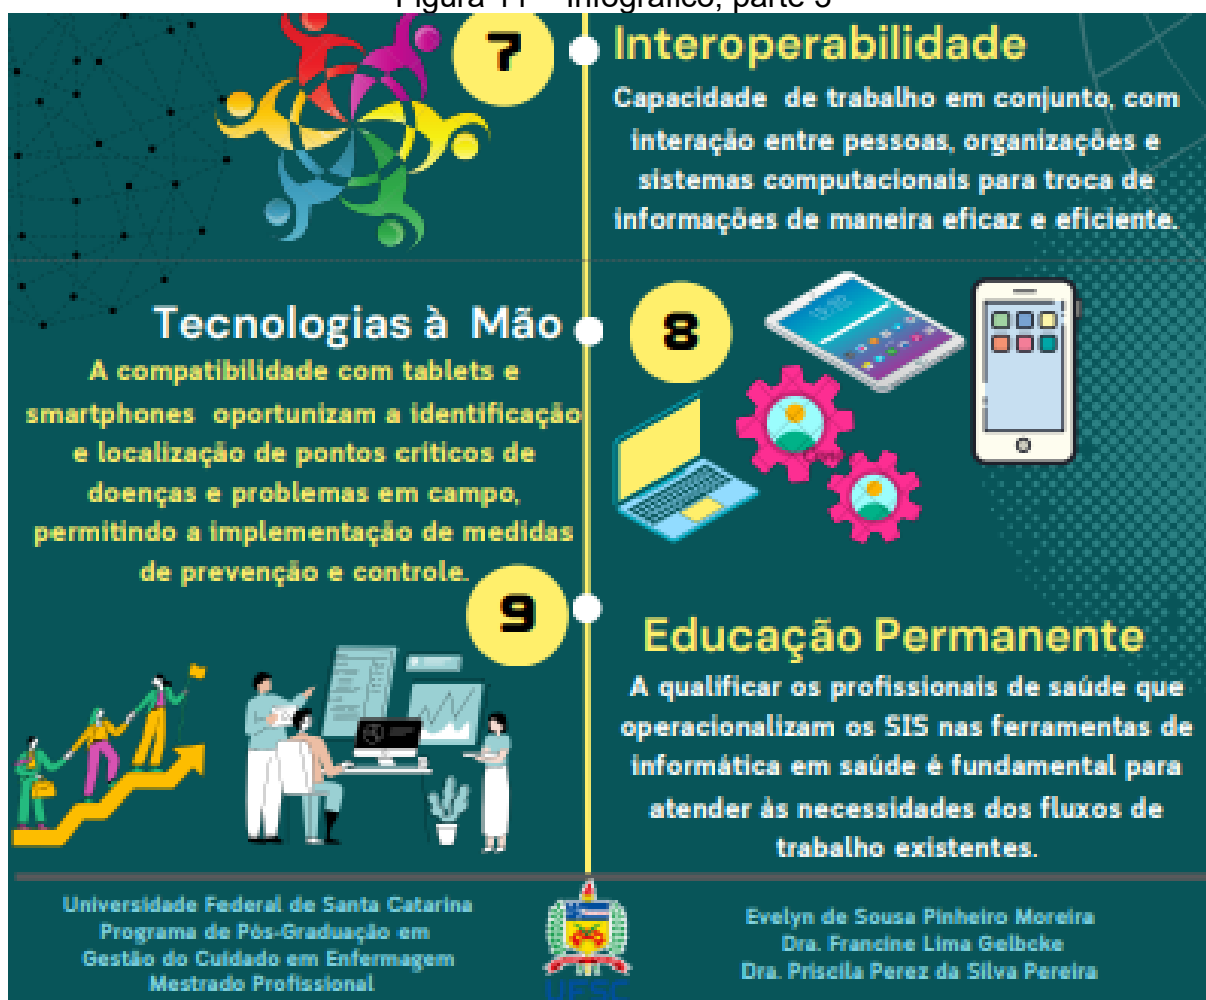 Figura 11 – Infográfico, parte 3
7
Interoperabilidade
Capacidade de trabalho em conjunto, com
interação entre pessoas, organizações e
sistemas computacionais para troca de
informações de maneira eficaz e eficiente.
Tecnologias à Mão
8
A compatibilidade com tablets e
smartphones oportunizam a identificação
e localização de pontos críticos de
doenças e problemas em campo,
permitindo a implementação de medidas
de prevenção e controle.
9
Educação Permanente
A qualificar os profissionais de saúde que
operacionalizam os SIS nas ferramentas de
informática em saúde é fundamental para
atender às necessidades dos fluxos de
trabalho existentes.
Universidade Federal de Santa Catarina
Programa de Pós-Graduação em
Gestão do Cuidado em Enfermagem
Mestrado Profissional
UFSC
Evelyn de Sousa Pinheiro Moreira
Dra. Francine Lima Gelbcke
Dra. Priscila Perez da Silva Pereira